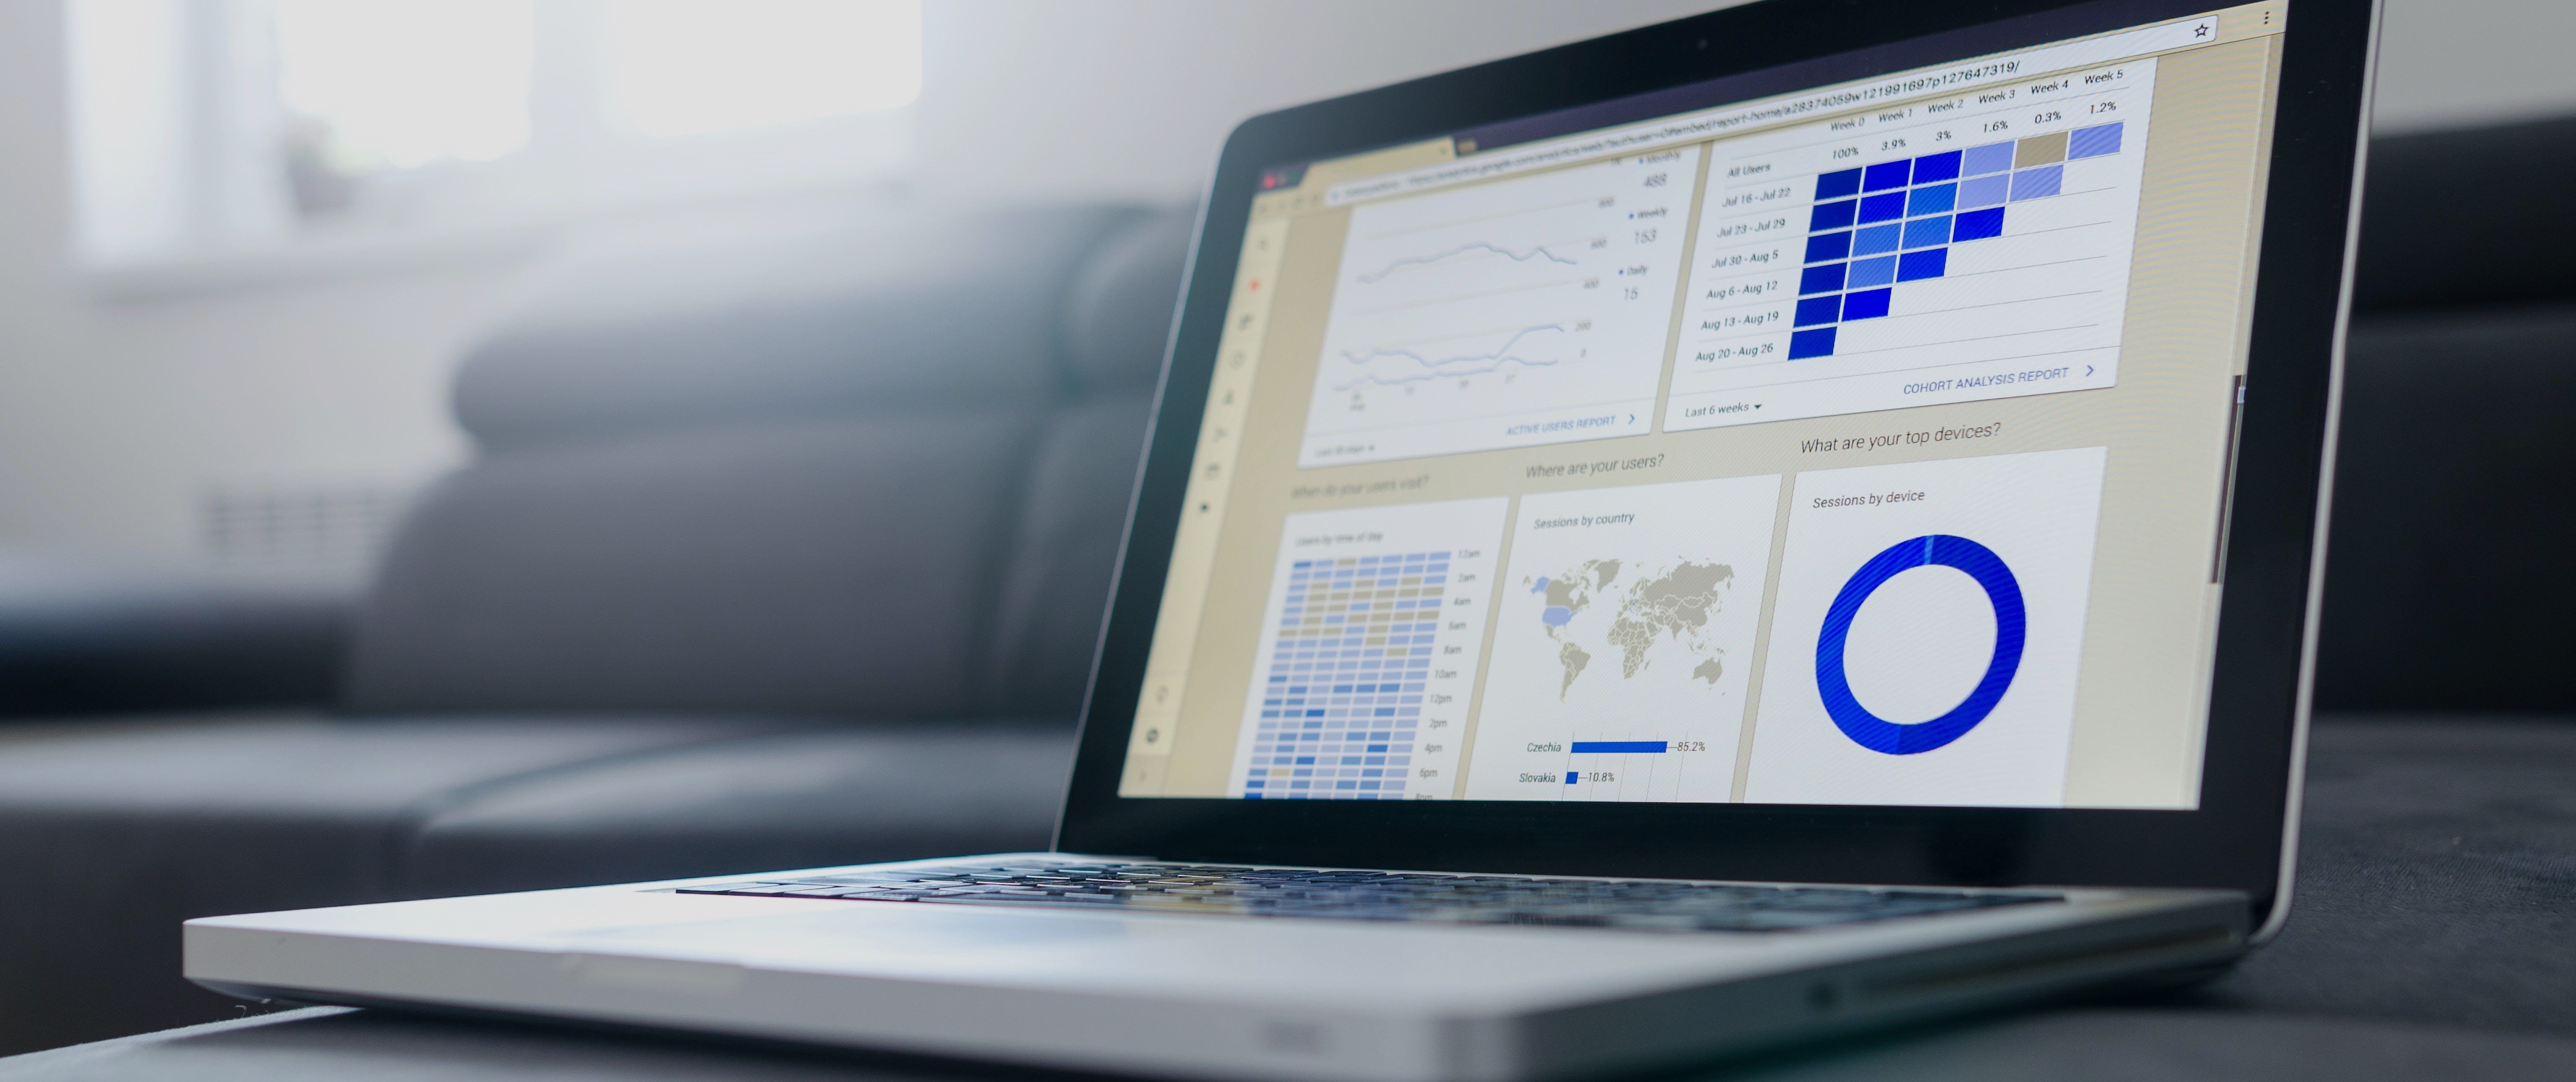 report-home/a28374059w121991697p127647319/
Monthly
488
Weekly
153
Daily
15
800
600
400
200
0
ACTIVE USERS REPORT
Week 0 Week 1 Week 2 Week 3 Week 4 Week 5
All Users 100% 3.9% 3% 1.6% 0.3% 1.2%
Jul 16 - Jul 22
Jul 23 - Jul 29
Jul 30 - Aug 5
Aug 6 - Aug 12
Aug 13 - Aug 19
Aug 20 - Aug 26
Last 6 weeks
COHORT ANALYSIS REPORT
When do your users visit?
Users by time of day
12am
2am
4am
6am
8am
10am
12pm
2pm
4pm
6pm
8pm
Where are your users?
Sessions by country
Czechia 85.2%
Slovakia 10.8%
What are your top devices?
Sessions by device